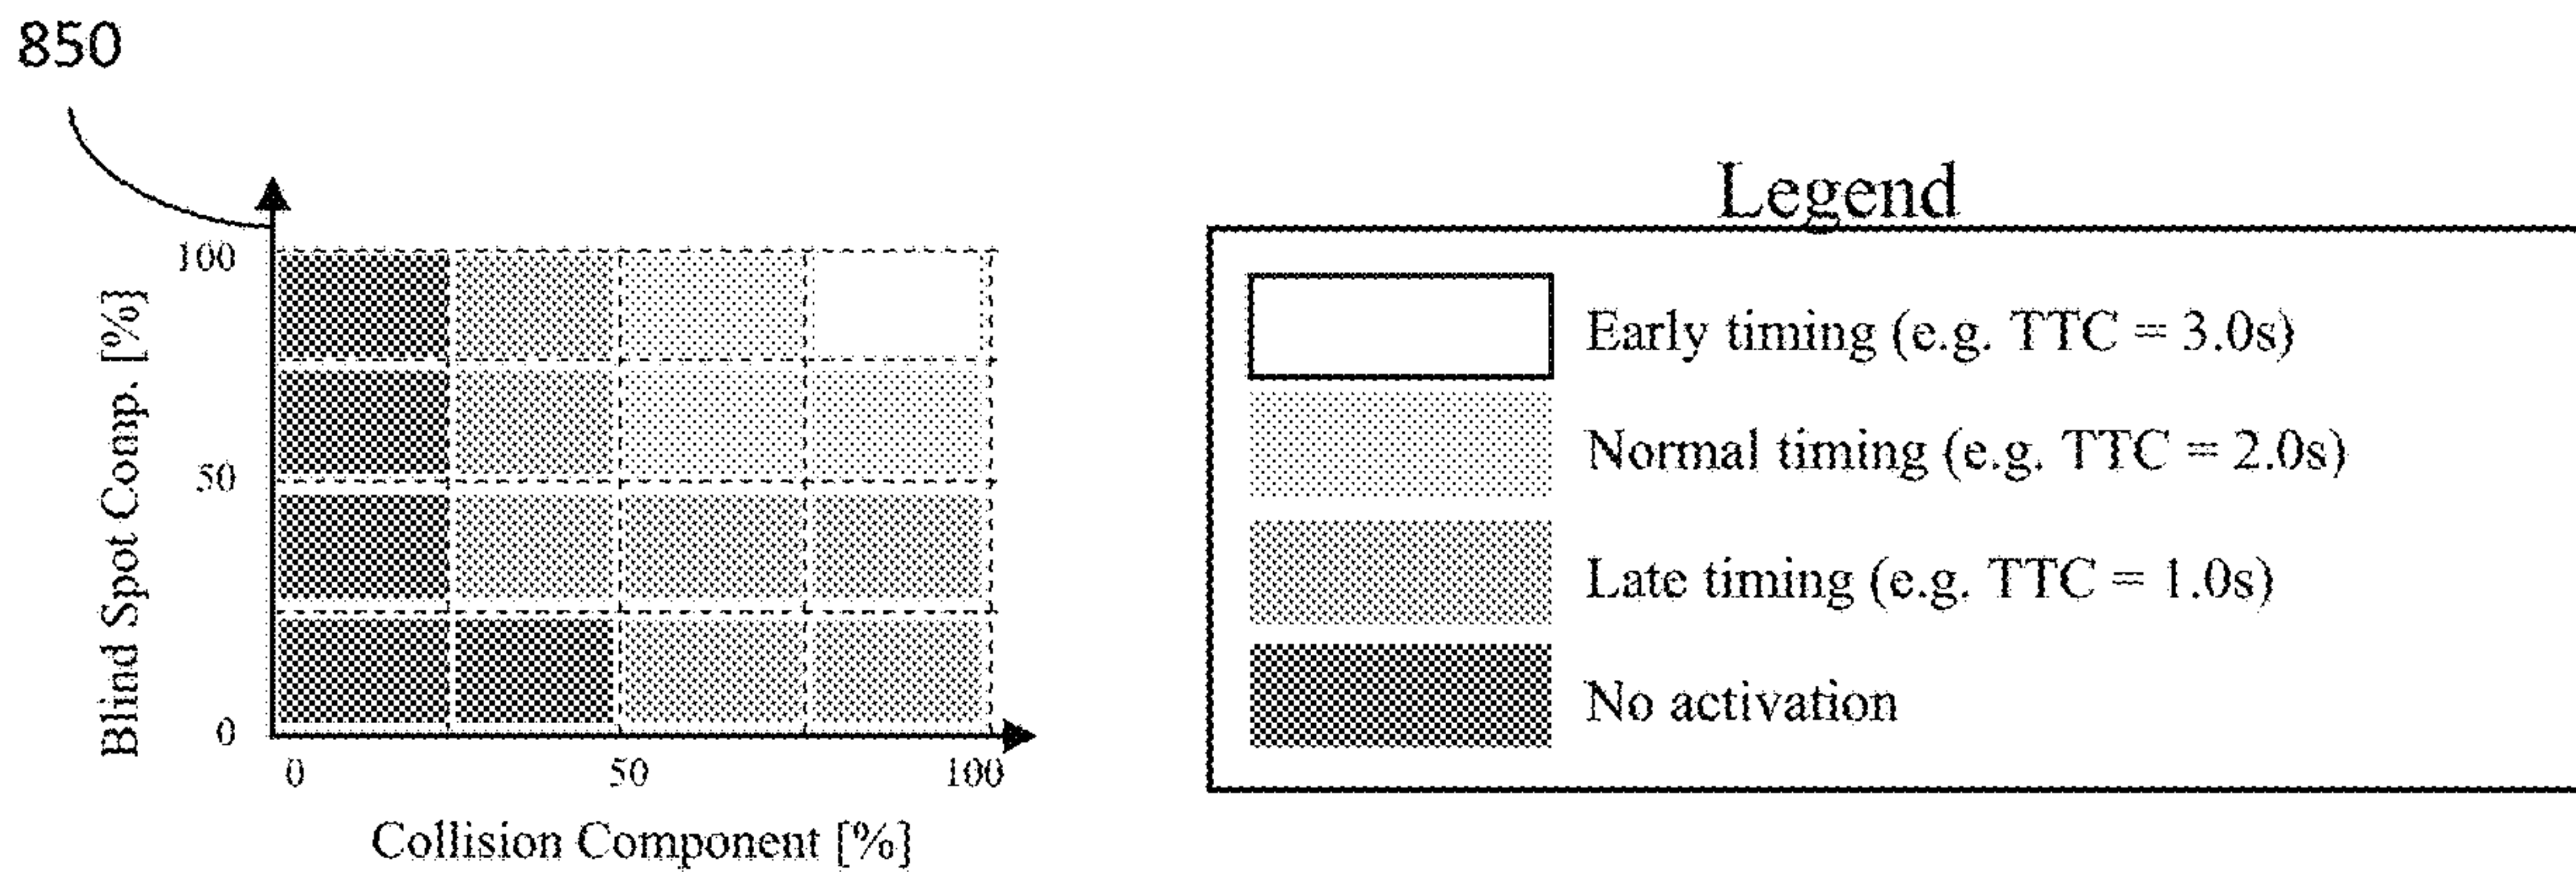 850
Legend
100
50
0
Blind Spot Comp. [%]
0 50 100
Collision Component [%]
Early timing (e.g. TTC = 3.0s)
Normal timing (e.g. TTC = 2.0s)
Late timing (e.g. TTC = 1.0s)
No activation